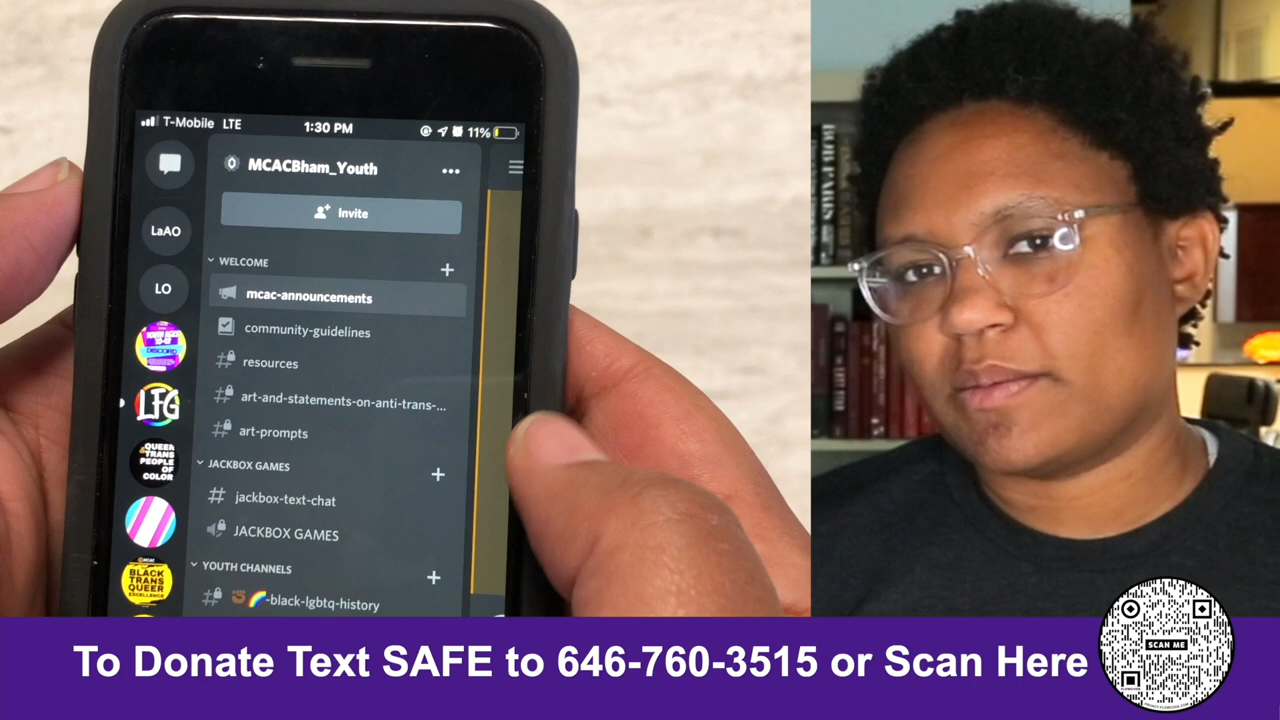 T-Mobile LTE 1:30 PM 11%
MCACBham_Youth
Invite
LaAO
LO
WELCOME
mcac-announcements
community-guidelines
resources
art-and-statements-on-anti-trans-...
art-prompts
JACKBOX GAMES
jackbox-text-chat
JACKBOX GAMES
YOUTH CHANNELS
-black-lgbtq-history
DISCORD
LFG
QUEER
& TRANS
PEOPLE
OF
COLOR
BLACK
TRANS
QUEER
EXCELLENCE
To Donate Text SAFE to 646-760-3515 or Scan Here
SCAN ME